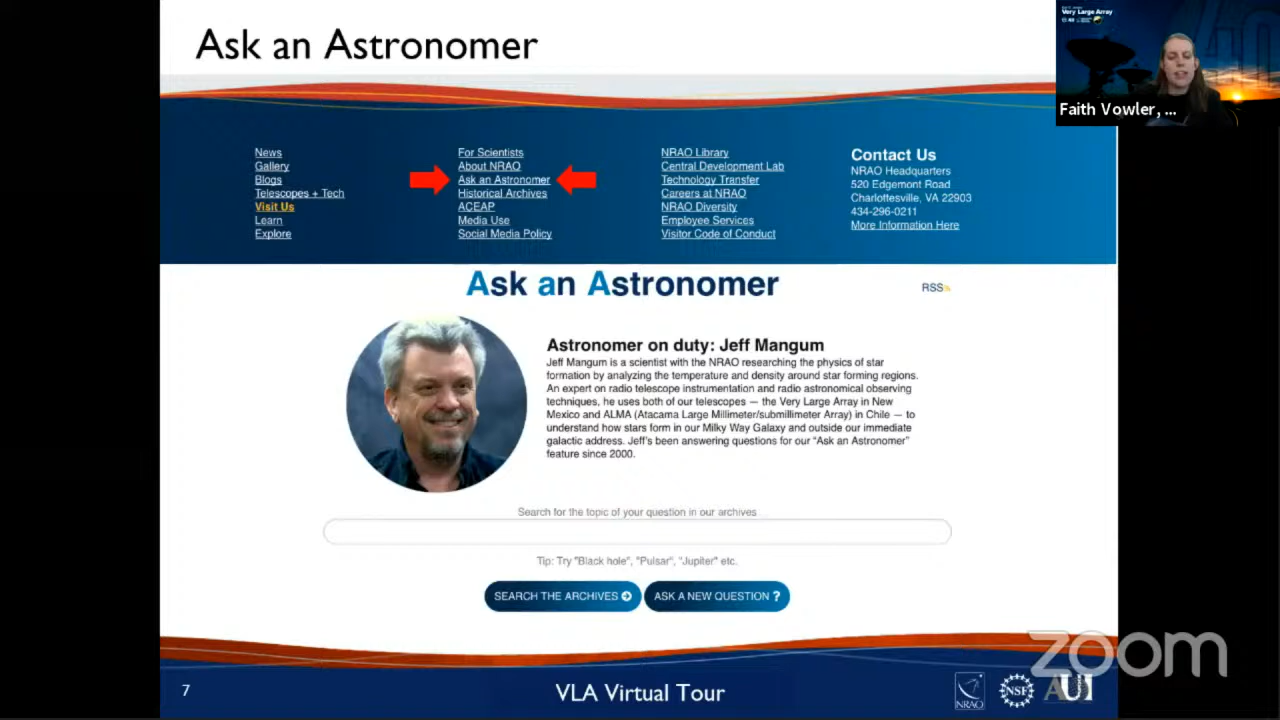 Ask an Astronomer
Very Large Array
Faith Vowler, ...
News
Gallery
Blogs
Telescopes + Tech
Visit Us
Learn
Explore
For Scientists
About NRAO
Ask an Astronomer
Historical Archives
ACEAP
Media Use
Social Media Policy
NRAO Library
Central Development Lab
Technology Transfer
Careers at NRAO
NRAO Diversity
Employee Services
Visitor Code of Conduct
Contact Us
NRAO Headquarters
520 Edgemont Road
Charlottesville, VA 22903
434-296-0211
More Information Here
Ask an Astronomer
RSS
Astronomer on duty: Jeff Mangum
Jeff Mangum is a scientist with the NRAO researching the physics of star
formation by analyzing the temperature and density around star forming regions.
An expert on radio telescope instrumentation and radio astronomical observing
techniques, he uses both of our telescopes — the Very Large Array in New
Mexico and ALMA (Atacama Large Millimeter/submillimeter Array) in Chile — to
understand how stars form in our Milky Way Galaxy and outside our immediate
galactic address. Jeff's been answering questions for our "Ask an Astronomer"
feature since 2000.
Search for the topic of your question in our archives
Tip: Try "Black hole", "Pulsar", "Jupiter" etc.
SEARCH THE ARCHIVES
ASK A NEW QUESTION ?
zoom
7
VLA Virtual Tour
NRAO
NSF
AUI